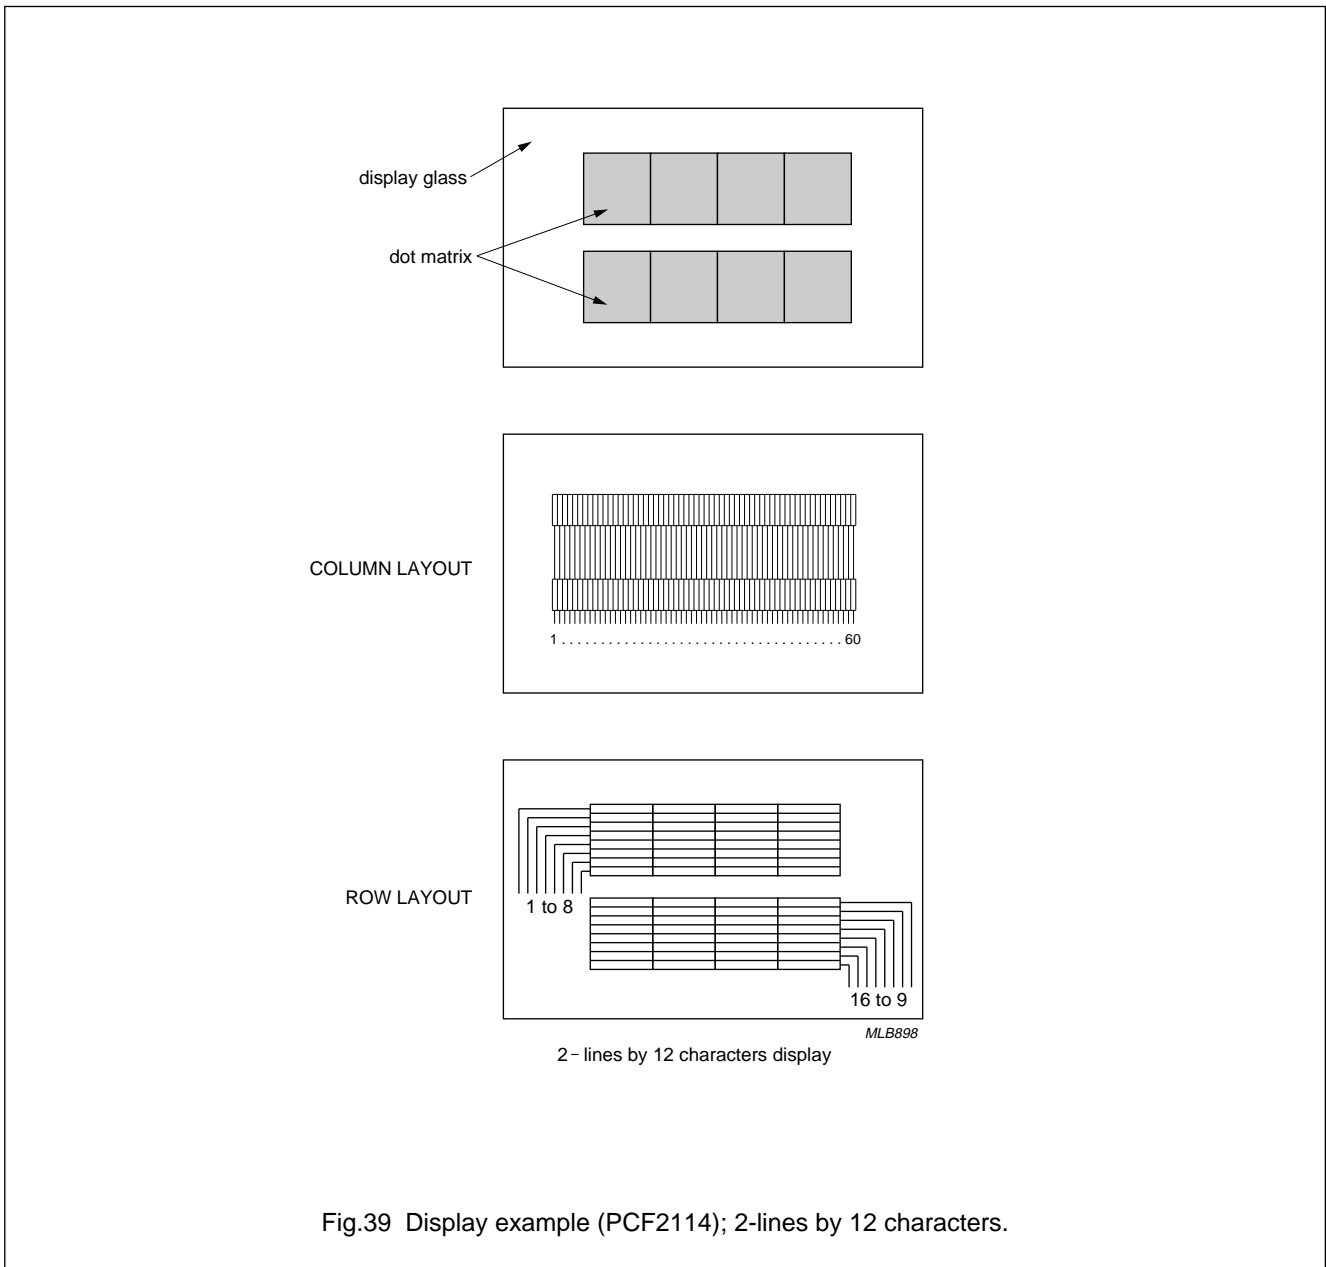 display glass
dot matrix
COLUMN LAYOUT
1 . . . . . . . . . . . . . . . . . . . . . . . . . . . . . . . . . . . . 60
ROW LAYOUT
1 to 8
16 to 9
MLB898
2 – lines by 12 characters display
Fig.39 Display example (PCF2114); 2-lines by 12 characters.